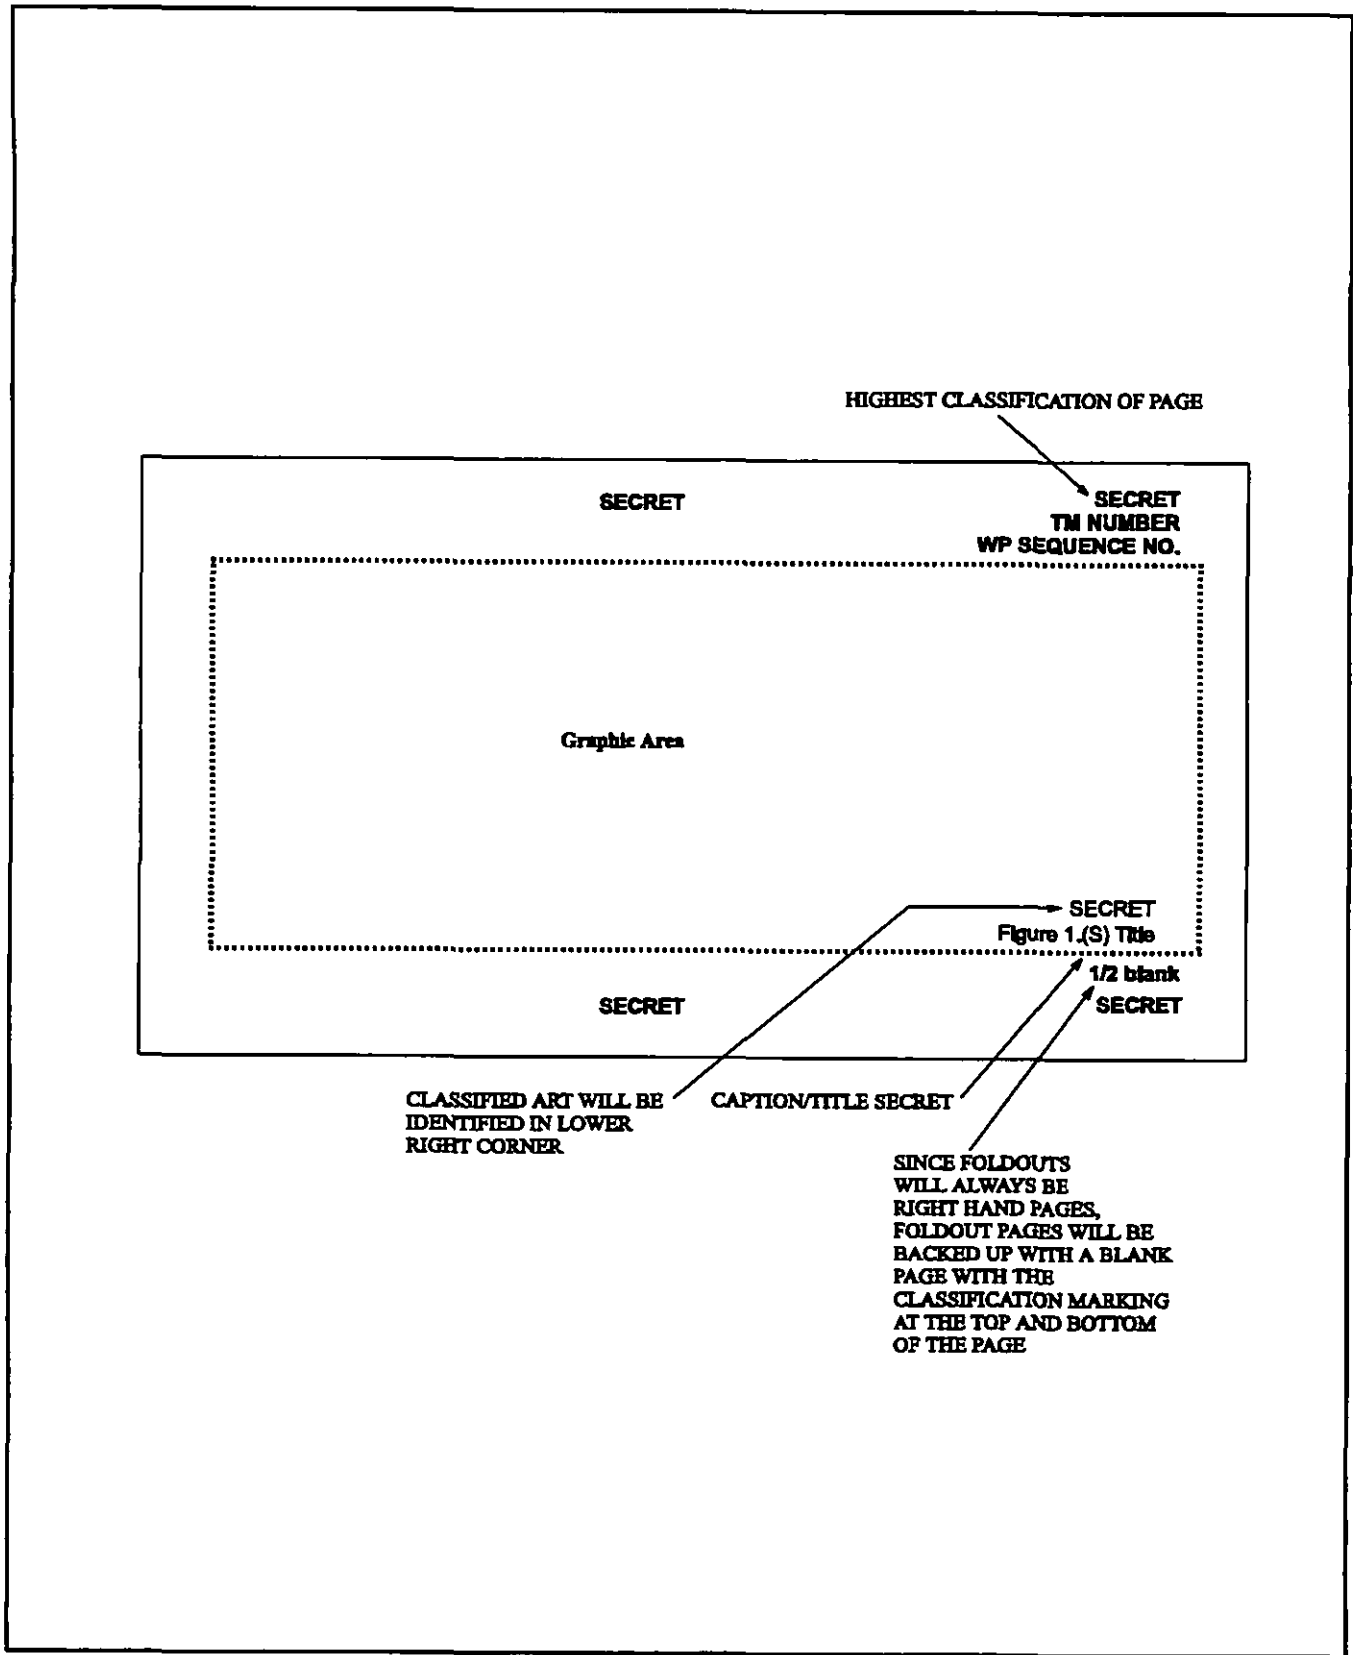 HIGHEST CLASSIFICATION OF PAGE
SECRET
SECRET
TM NUMBER
WP SEQUENCE NO.
Graphic Area
SECRET
Figure 1.(S) Title
1/2 blank
SECRET
SECRET
CLASSIFIED ART WILL BE
IDENTIFIED IN LOWER
RIGHT CORNER
CAPTION/TITLE SECRET
SINCE FOLDOUTS
WILL ALWAYS BE
RIGHT HAND PAGES,
FOLDOUT PAGES WILL BE
BACKED UP WITH A BLANK
PAGE WITH THE
CLASSIFICATION MARKING
AT THE TOP AND BOTTOM
OF THE PAGE